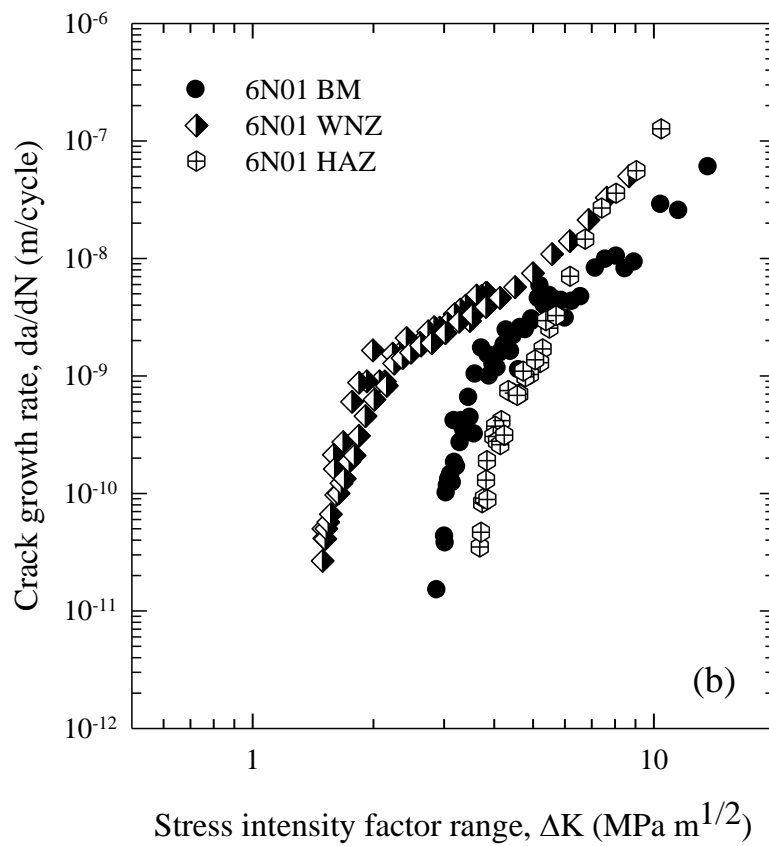 10⁻⁶
6N01 BM
6N01 WNZ
6N01 HAZ
10⁻⁷
10⁻⁸
10⁻⁹
10⁻¹⁰
10⁻¹¹
10⁻¹²
Crack growth rate, da/dN (m/cycle)
(b)
1
10
Stress intensity factor range, ΔK (MPa m^1/2)